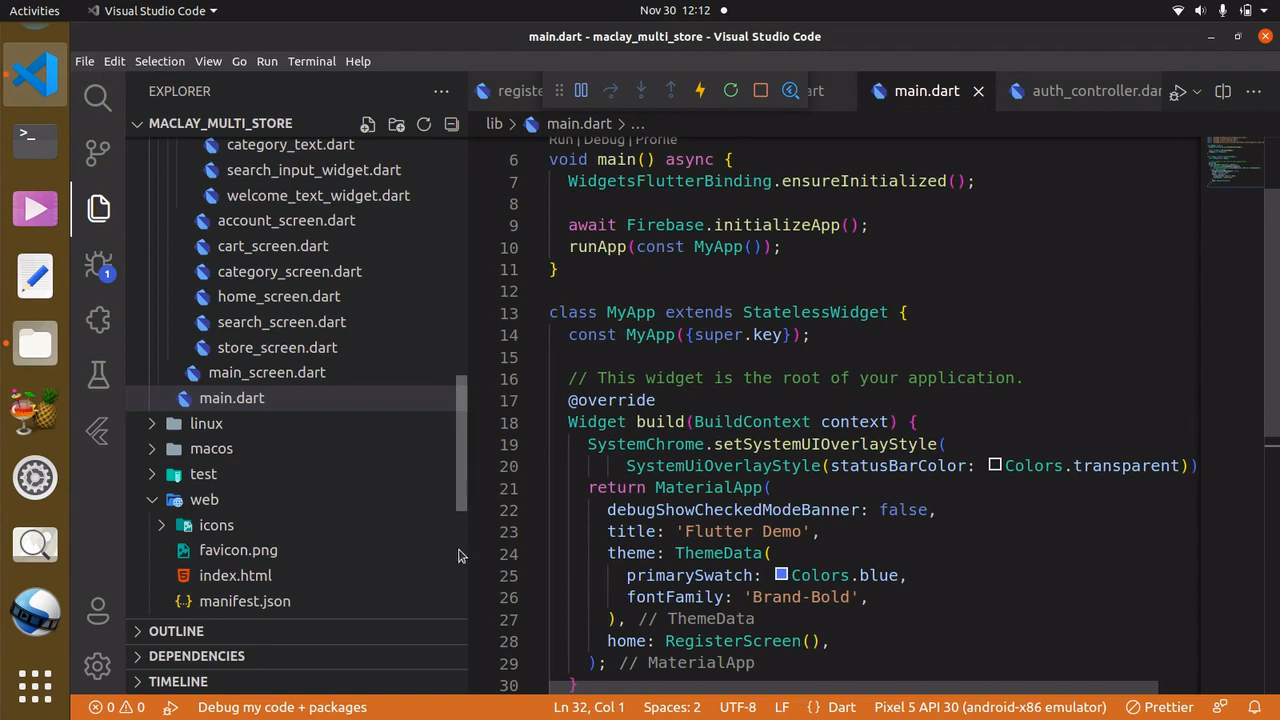 Activities
Visual Studio Code
Nov 30 12:12
main.dart - maclay_multi_store - Visual Studio Code
File Edit Selection View Go Run Terminal Help
EXPLORER
MACLAY_MULTI_STORE
category_text.dart
search_input_widget.dart
welcome_text_widget.dart
account_screen.dart
cart_screen.dart
category_screen.dart
home_screen.dart
search_screen.dart
store_screen.dart
main_screen.dart
main.dart
linux
macos
test
web
icons
favicon.png
index.html
manifest.json
OUTLINE
DEPENDENCIES
TIMELINE
1
registe
art
main.dart
auth_controller.dar
lib > main.dart > ...
Run | Debug | Profile
6 void main() async {
7 WidgetsFlutterBinding.ensureInitialized();
8
9 await Firebase.initializeApp();
10 runApp(const MyApp());
11 }
12
13 class MyApp extends StatelessWidget {
14 const MyApp({super.key});
15
16 // This widget is the root of your application.
17 @override
18 Widget build(BuildContext context) {
19 SystemChrome.setSystemUIOverlayStyle(
20 SystemUiOverlayStyle(statusBarColor: Colors.transparent))
21 return MaterialApp(
22 debugShowCheckedModeBanner: false,
23 title: 'Flutter Demo',
24 theme: ThemeData(
25 primarySwatch: Colors.blue,
26 fontFamily: 'Brand-Bold',
27 ), // ThemeData
28 home: RegisterScreen(),
29 ); // MaterialApp
30 }
0 0 Debug my code + packages Ln 32, Col 1 Spaces: 2 UTF-8 LF {} Dart Pixel 5 API 30 (android-x86 emulator) Prettier